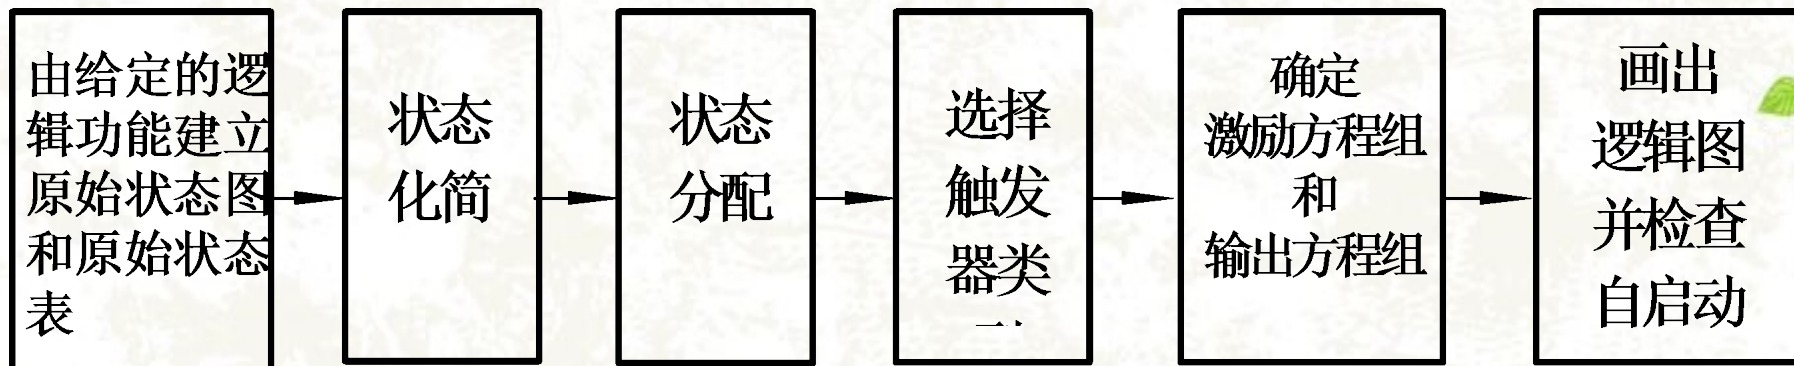 由给定的逻
辑功能建立
原始状态图
和原始状态
表
状态
化简
状态
分配
选择
触发
器类
确定
激励方程组
和
输出方程组
画出
逻辑图
并检查
自启动